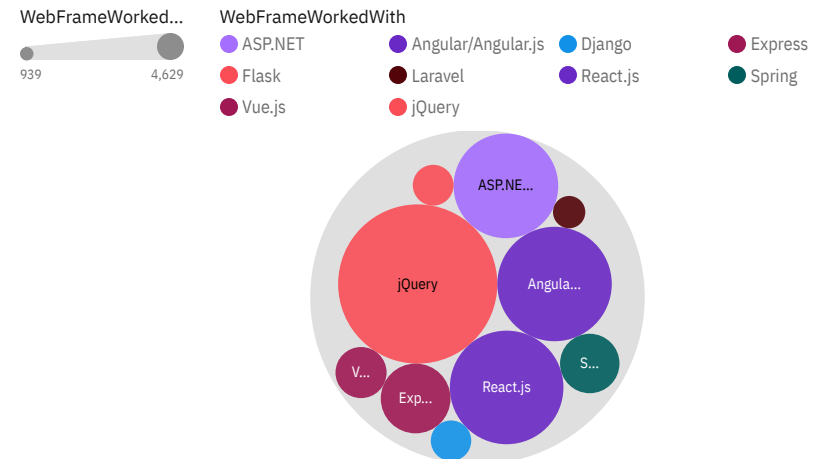 WebFrameWorked...
939
4,629
WebFrameWorkedWith
ASP.NET
Angular/Angular.js
Django
Express
Flask
Laravel
React.js
Spring
Vue.js
jQuery
ASP.NE...
jQuery
Angula...
S...
V...
Exp...
React.js